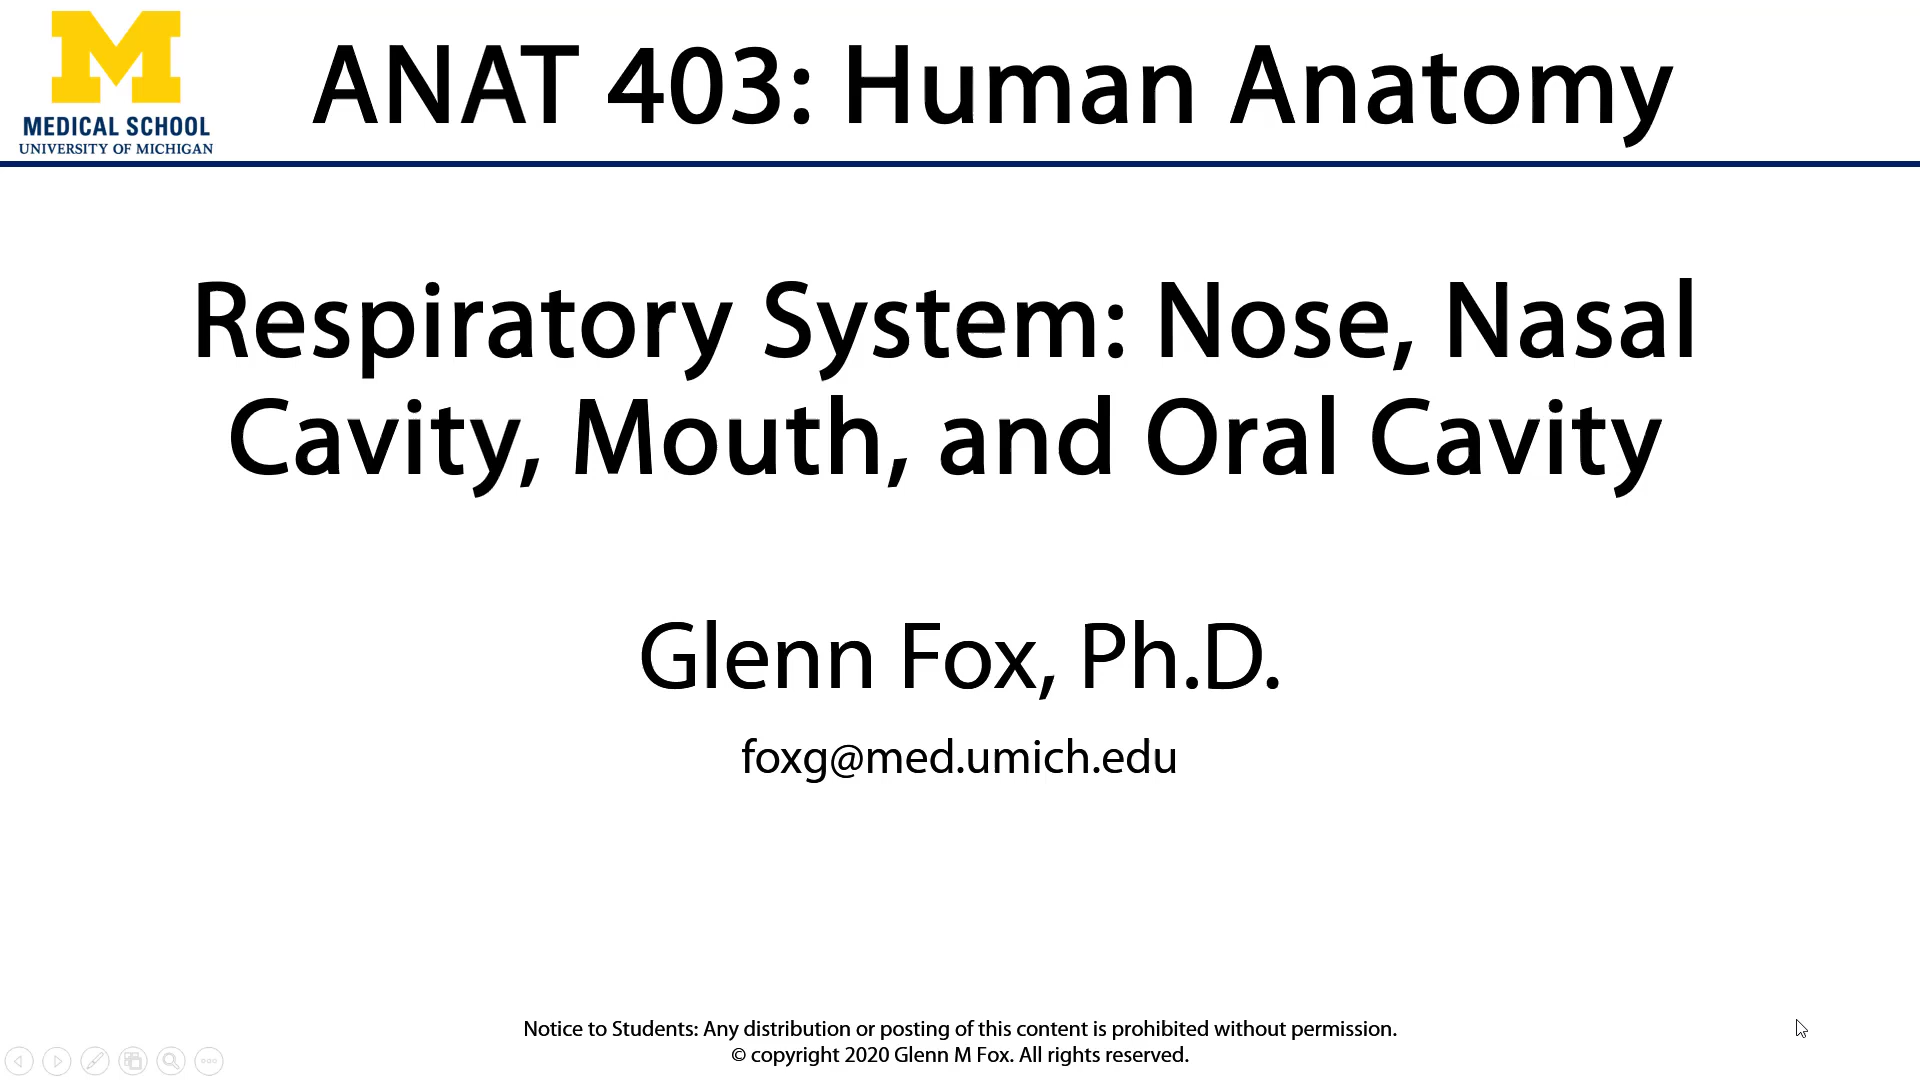 M
MEDICAL SCHOOL
UNIVERSITY OF MICHIGAN
ANAT 403: Human Anatomy
Respiratory System: Nose, Nasal
Cavity, Mouth, and Oral Cavity
Glenn Fox, Ph.D.
foxg@med.umich.edu
Notice to Students: Any distribution or posting of this content is prohibited without permission.
© copyright 2020 Glenn M Fox. All rights reserved.